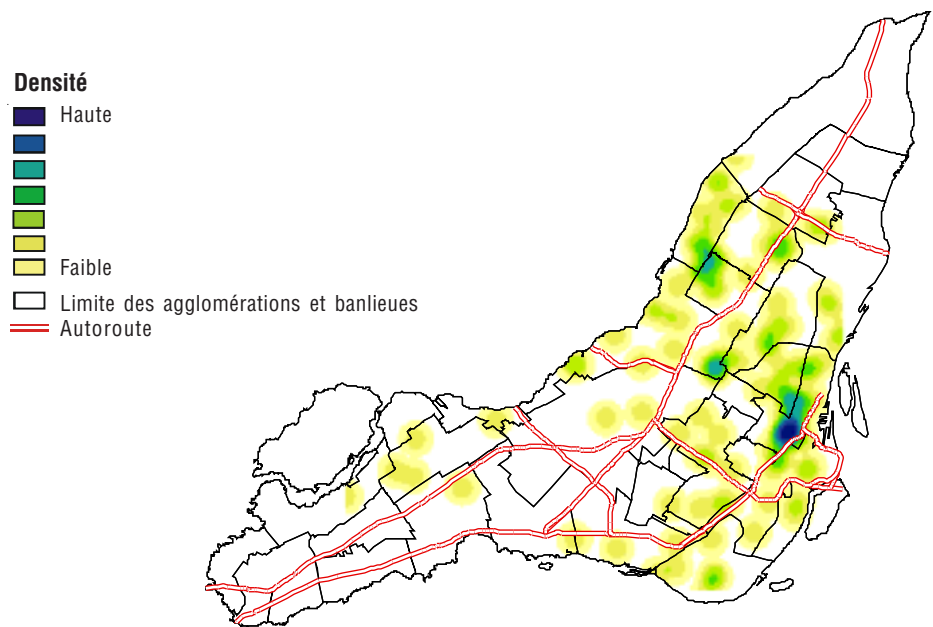 Densité
Haute
Faible
Limite des agglomérations et banlieues
Autoroute